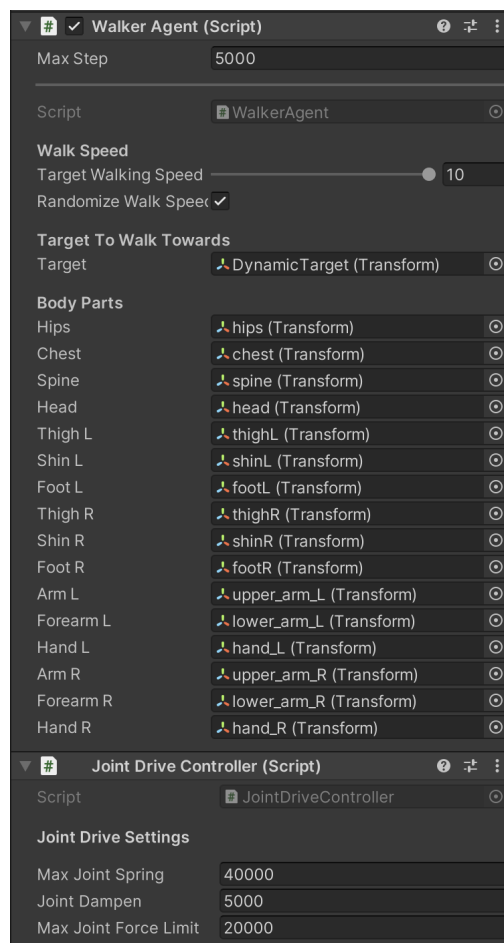 # Walker Agent (Script)
Max Step 5000
Script # WalkerAgent
Walk Speed
Target Walking Speed 10
Randomize Walk Speed
Target To Walk Towards
Target DynamicTarget (Transform)
Body Parts
Hips hips (Transform)
Chest chest (Transform)
Spine spine (Transform)
Head head (Transform)
Thigh L thighL (Transform)
Shin L shinL (Transform)
Foot L footL (Transform)
Thigh R thighR (Transform)
Shin R shinR (Transform)
Foot R footR (Transform)
Arm L upper_arm_L (Transform)
Forearm L lower_arm_L (Transform)
Hand L hand_L (Transform)
Arm R upper_arm_R (Transform)
Forearm R lower_arm_R (Transform)
Hand R hand_R (Transform)
# Joint Drive Controller (Script)
Script # JointDriveController
Joint Drive Settings
Max Joint Spring 40000
Joint Dampen 5000
Max Joint Force Limit 20000